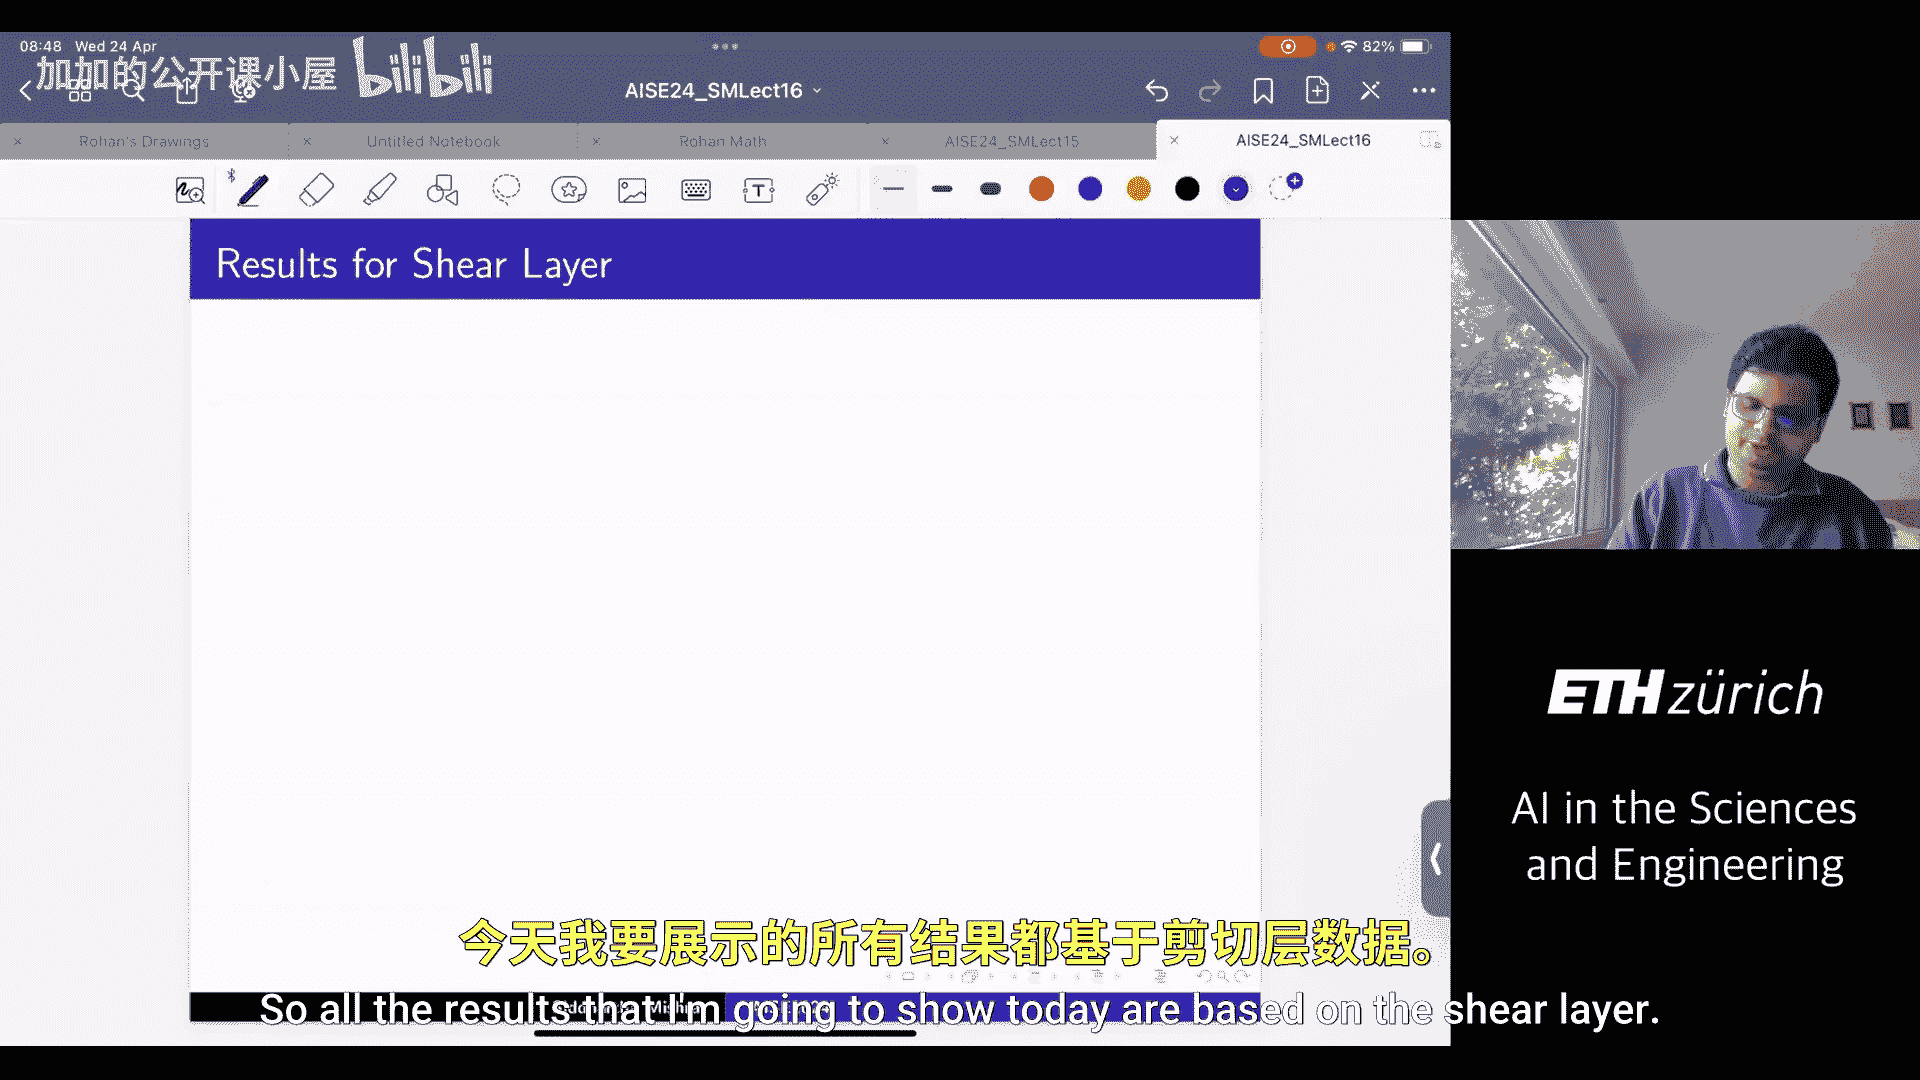 08:48 Wed 24 Apr
82%
加加的公开课小屋 bilibili
AISE24_SMLect16
Rohan's Drawings
Untitled Notebook
Rohan Math
AISE24_SMLect15
AISE24_SMLect16
T
Results for Shear Layer
ETH zürich
AI in the Sciences
and Engineering
今天我要展示的所有结果都基于剪切层数据。
So all the results that I'm going to show today are based on the shear layer.